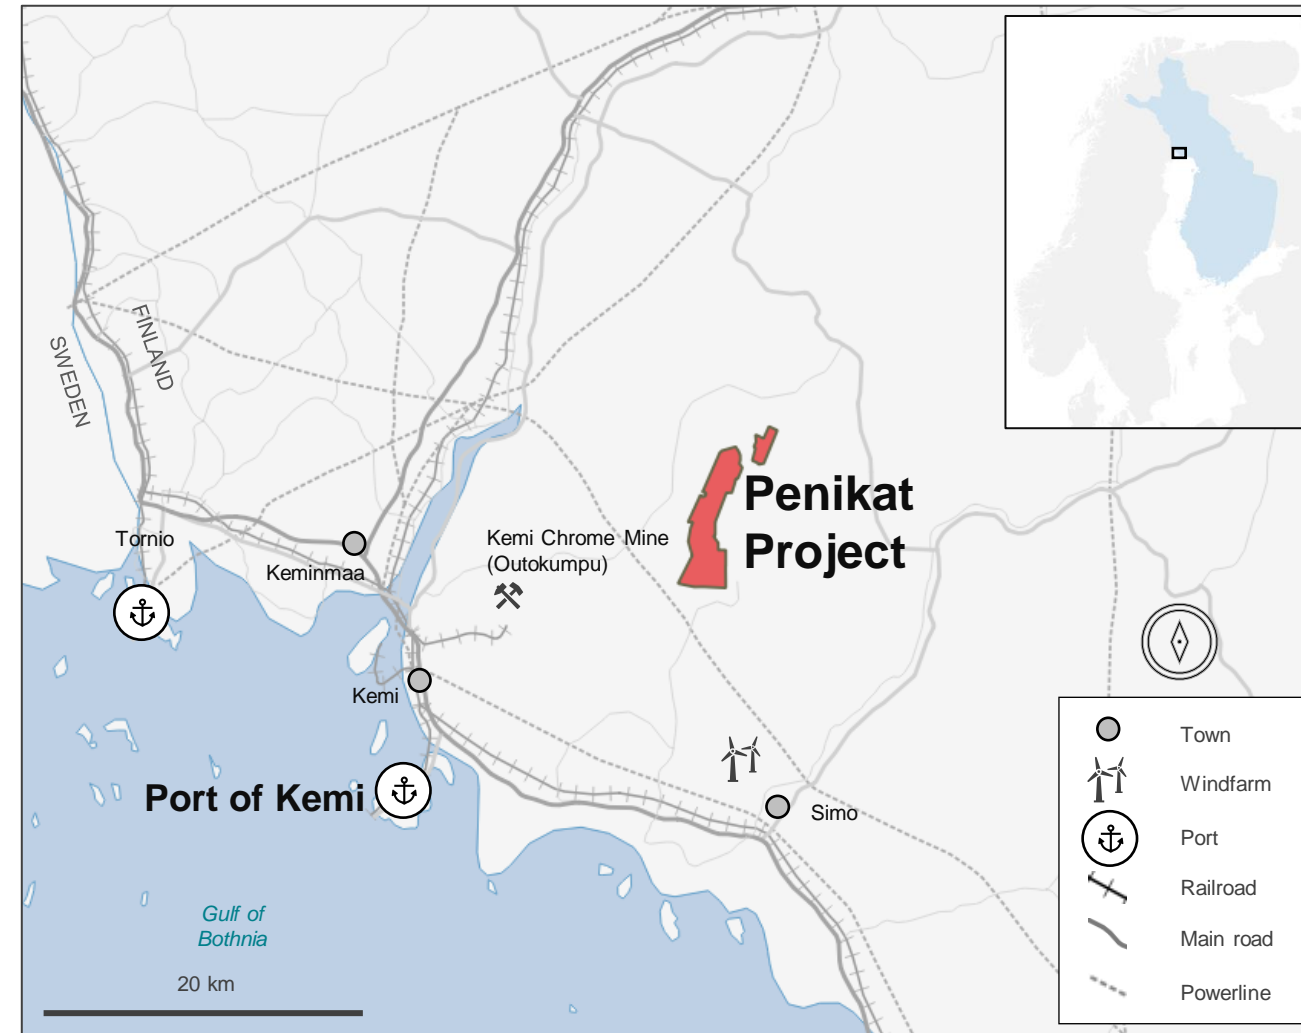 FINLAND
SWEDEN
Penikat
Project
Tornio
Keminmaa
Kemi Chrome Mine
(Outokumpu)
Kemi
Port of Kemi
Simo
Gulf of
Bothnia
20 km
Town
Windfarm
Port
Railroad
Main road
Powerline